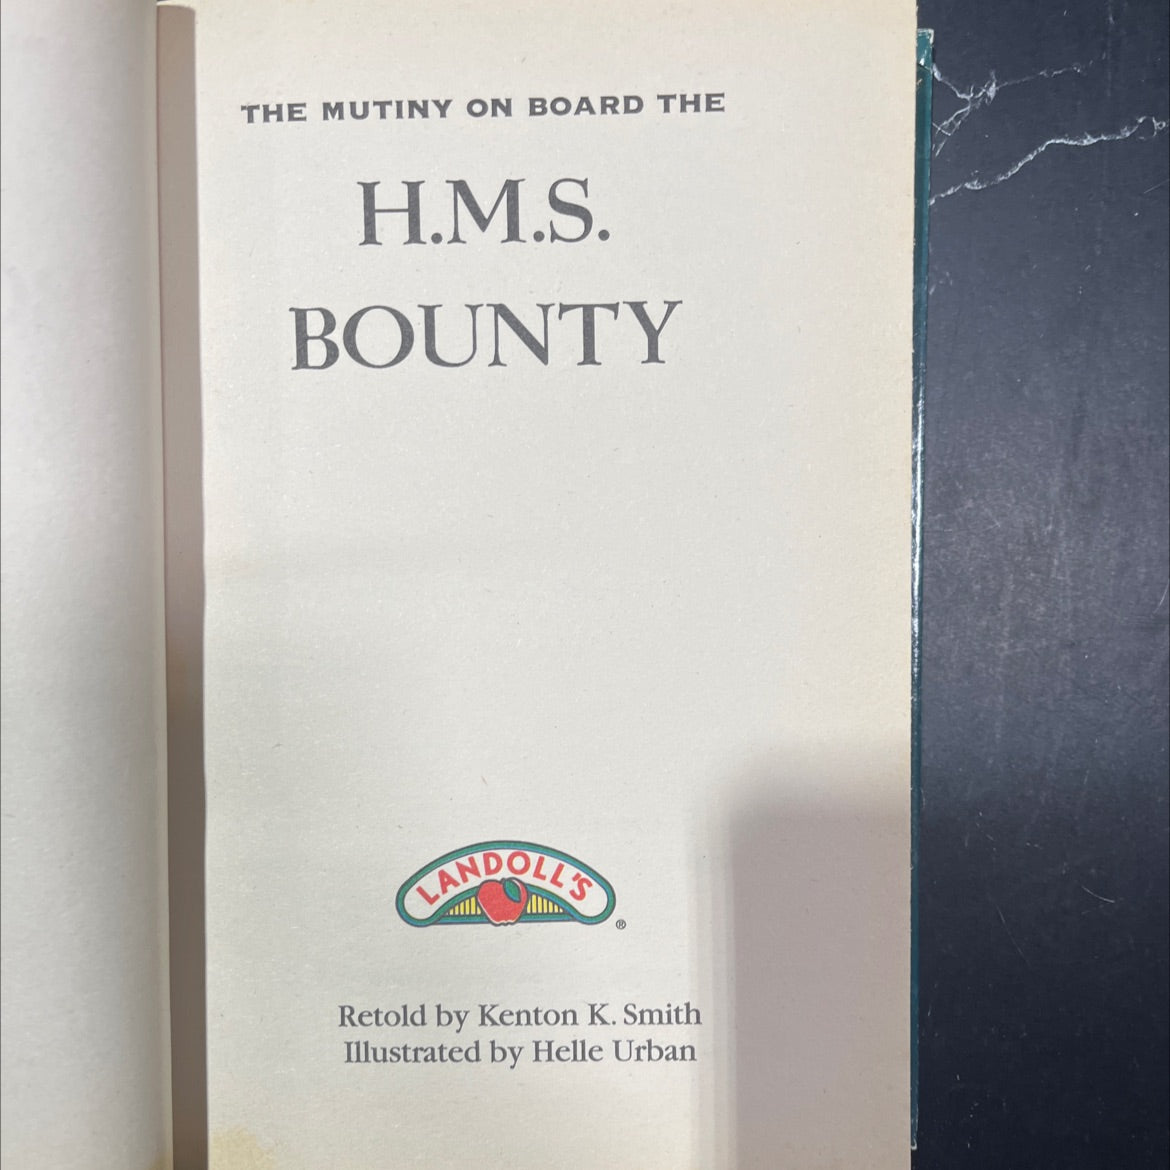 THE MUTINY ON BOARD THE
H.M.S.
BOUNTY
LANDOLL'S
®
Retold by Kenton K. Smith
Illustrated by Helle Urban